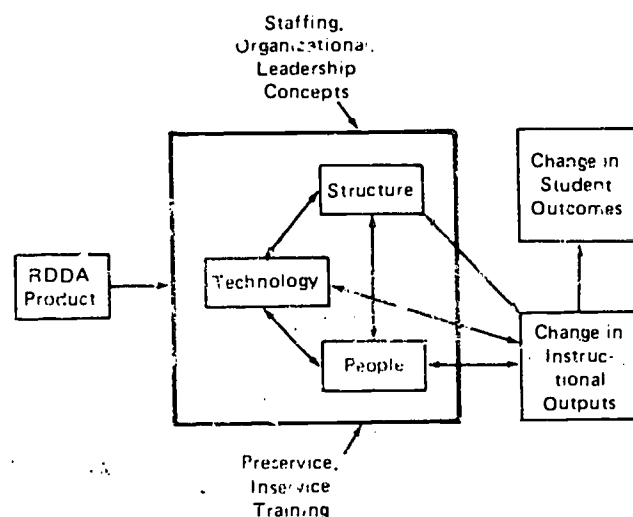 Staffing,
Organizational,
Leadership
Concepts
Structure
Change in
Student
Outcomes
RDDA
Product
Technology
People
Change in
Instruc-
tional
Outputs
Preservice,
Inservice
Training